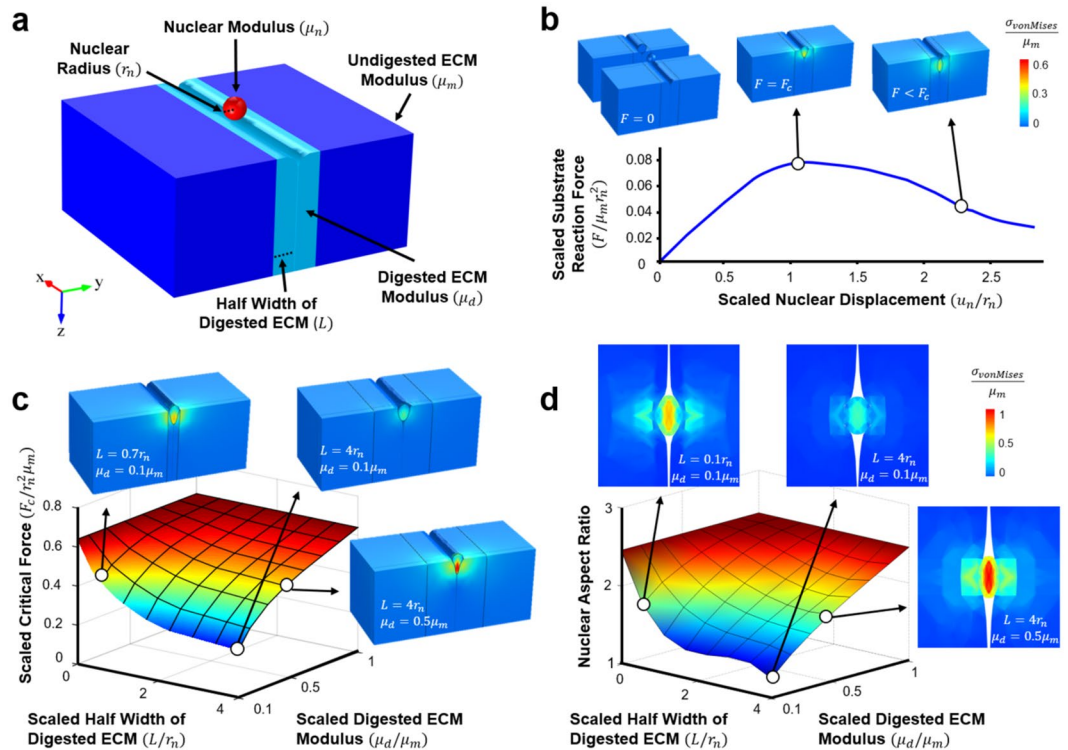 a
Nuclear Modulus (μn)
Nuclear
Radius (rn)
Undigested ECM
Modulus (μm)
Digested ECM
Modulus (μd)
Half Width of
Digested ECM (L)
x
y
z
b
F = 0
F = Fc
F < Fc
σvonMises
μm
0.6
0.3
0
Scaled Substrate
Reaction Force
(F/μm rn²)
0.08
0.06
0.04
0.02
0
0
1
2
2.5
Scaled Nuclear Displacement (un/rn)
c
L = 0.7rn
μd = 0.1μm
L = 4rn
μd = 0.1μm
L = 4rn
μd = 0.5μm
Scaled Critical Force (Fc/rn²μm)
0.8
0.6
0.4
0.2
0
0
2
4
0.1
0.5
1
Scaled Half Width of
Digested ECM (L/rn)
Scaled Digested ECM
Modulus (μd/μm)
d
L = 0.1rn
μd = 0.1μm
L = 4rn
μd = 0.1μm
L = 4rn
μd = 0.5μm
σvonMises
μm
1
0.5
0
Nuclear Aspect Ratio
3
2
1
0
2
4
0.1
0.5
1
Scaled Half Width of
Digested ECM (L/rn)
Scaled Digested ECM
Modulus (μd/μm)